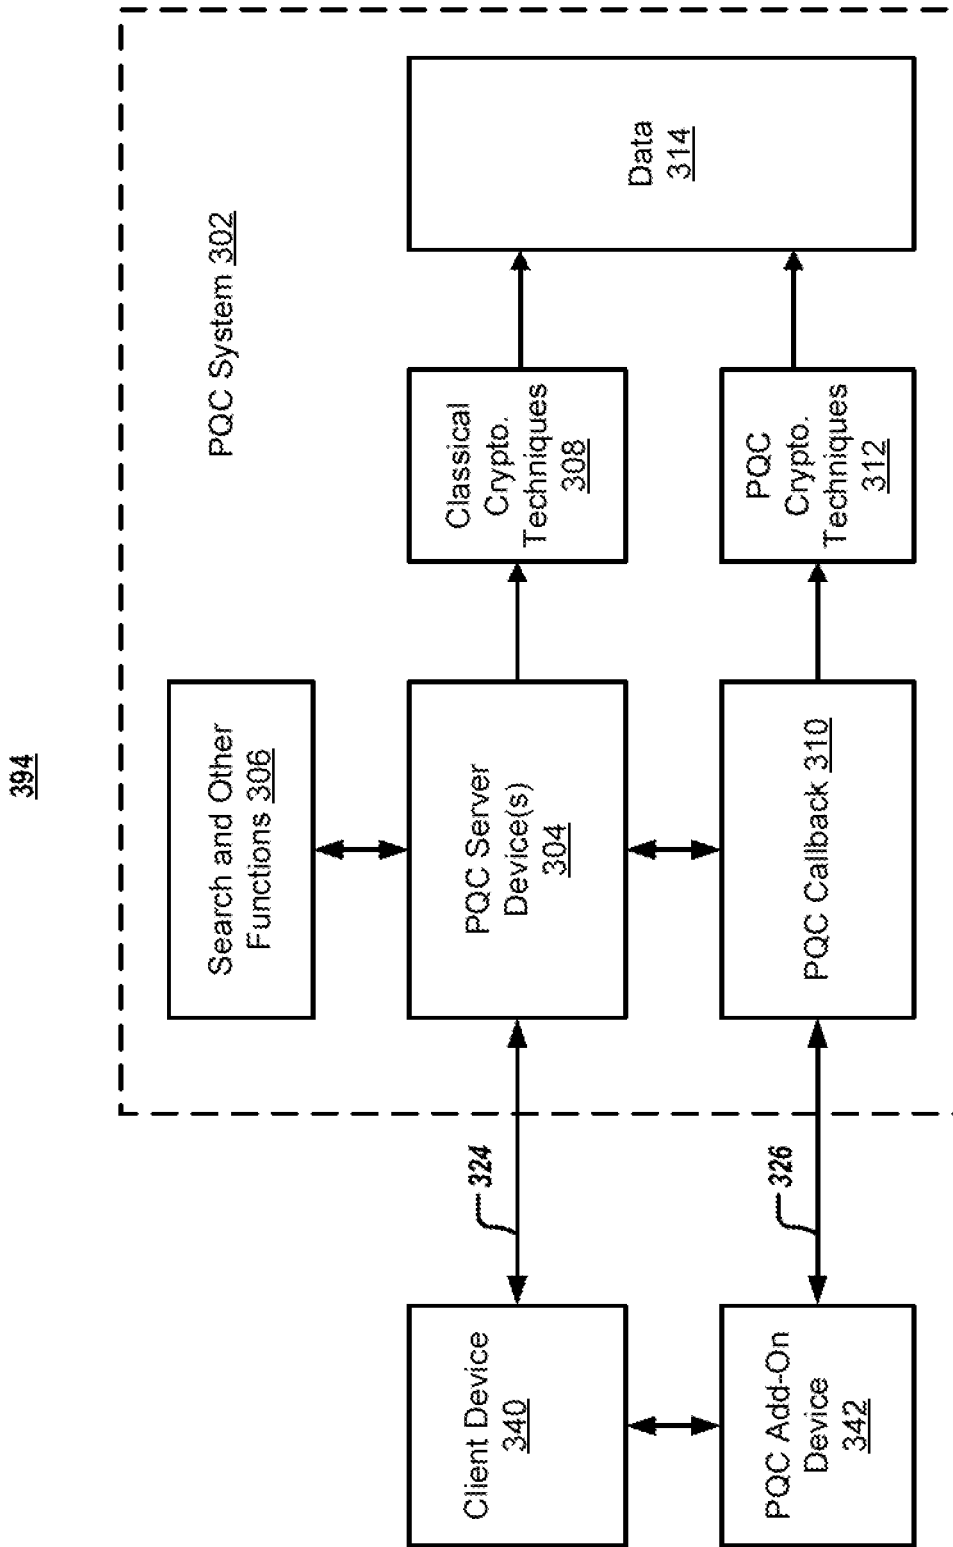 394
PQC System 302
Search and Other
Functions 306
Client Device
340
324
PQC Server
Device(s)
304
Classical
Crypto.
Techniques
308
Data
314
PQC Add-On
Device
342
326
PQC Callback 310
PQC
Crypto.
Techniques
312